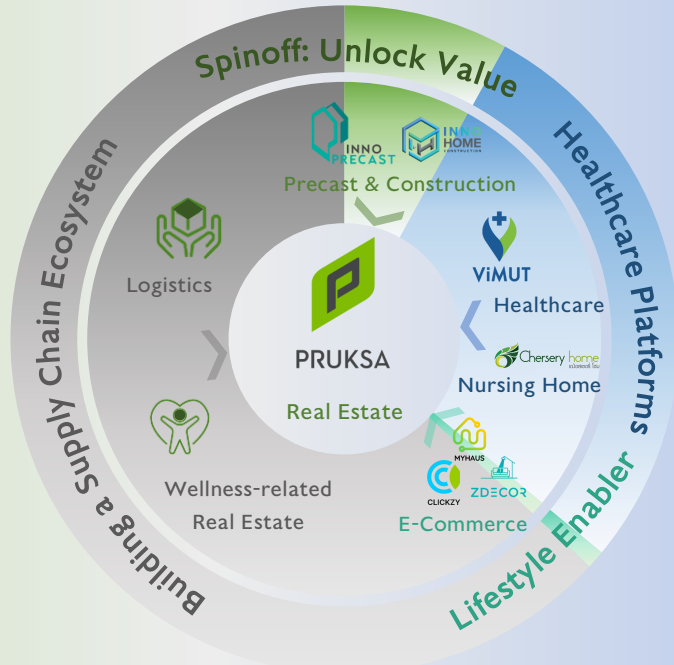 Spinoff: Unlock Value
Healthcare Platforms
Lifestyle Enabler
Building a Supply Chain Ecosystem
INNO
PRECAST
INNO
HOME
CONSTRUCTION
Precast & Construction
Logistics
ViMUT
Healthcare
Chersery home
Nursing Home
PRUKSA
Real Estate
Wellness-related
Real Estate
MYHAUS
CLICKZY
ZDECOR
E-Commerce